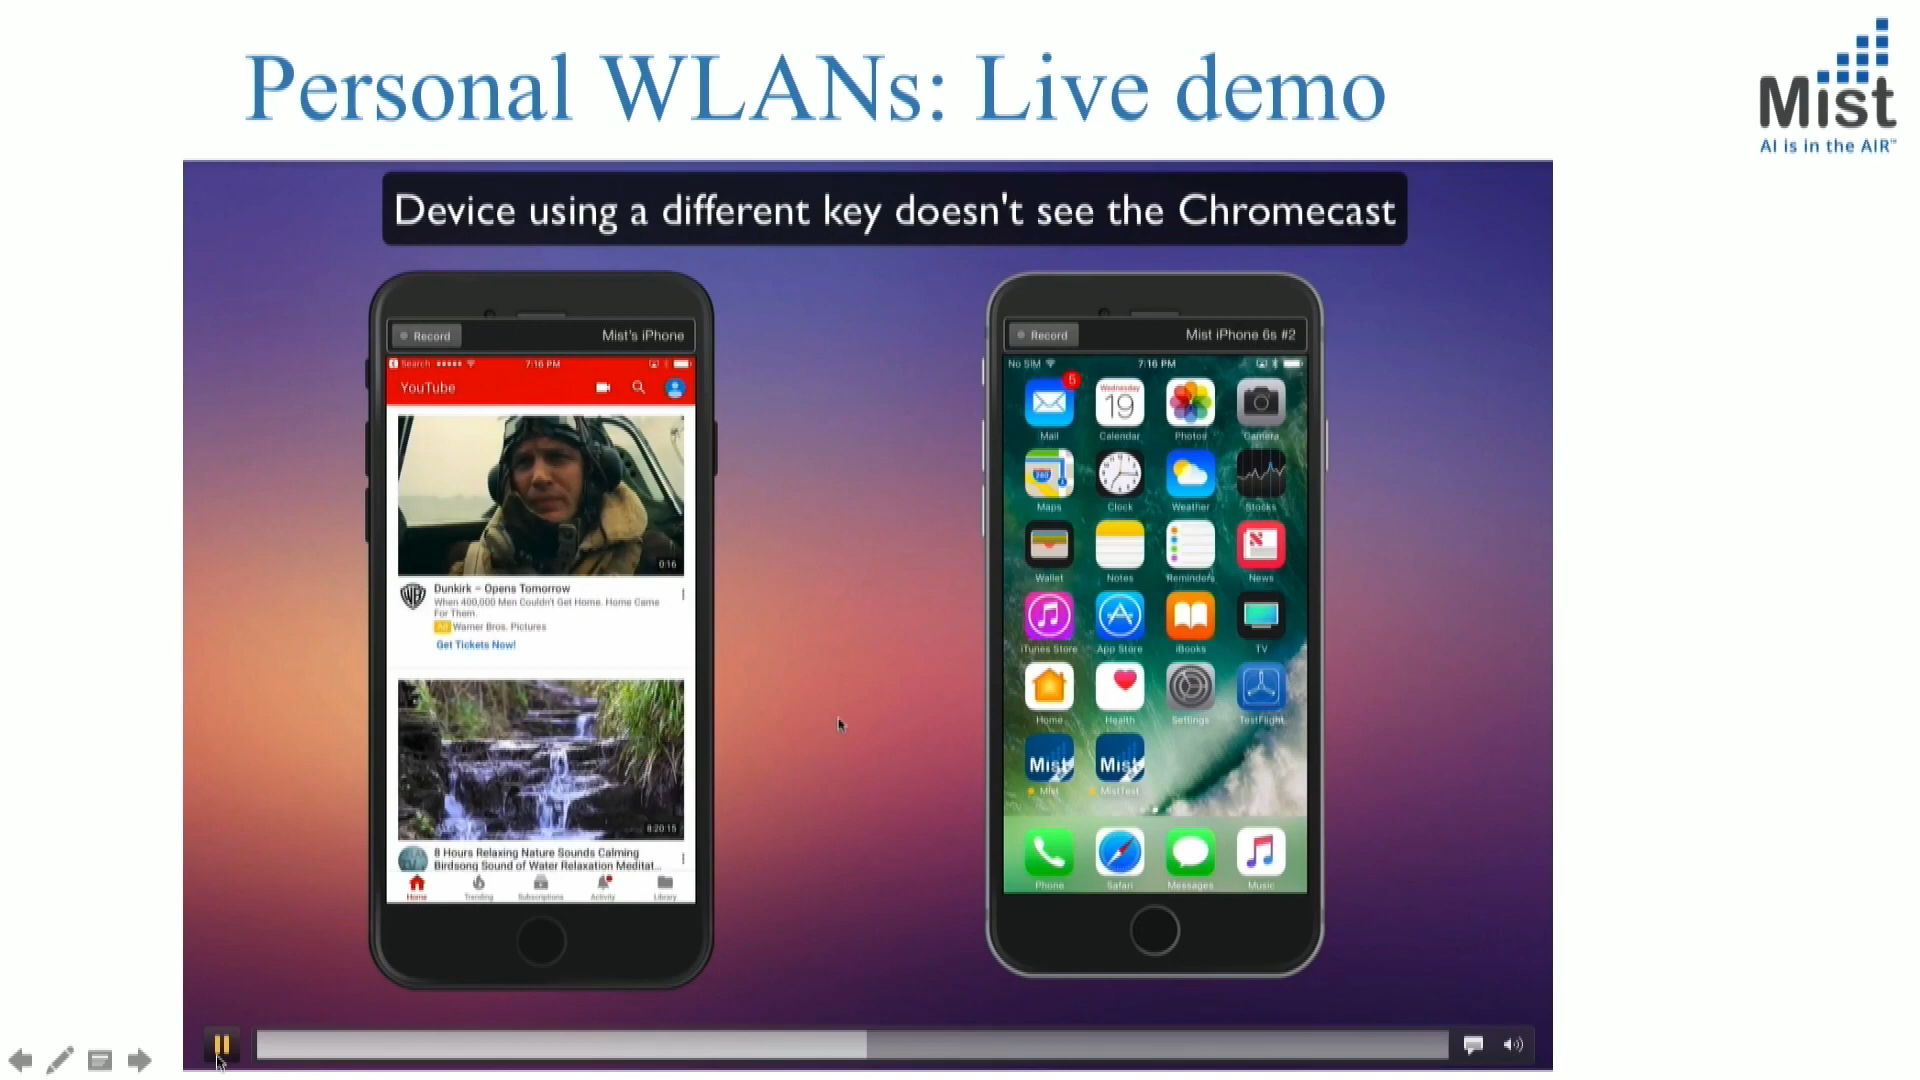 Personal WLANs: Live demo
Mist
AI is in the AIR™
Device using a different key doesn't see the Chromecast
Record
Mist's iPhone
Search
7:16 PM
YouTube
0:16
Dunkirk – Opens Tomorrow
When 400,000 Men Couldn't Get Home. Home Came
For Them.
Ad Warner Bros. Pictures
Get Tickets Now!
8:20:15
8 Hours Relaxing Nature Sounds Calming
Birdsong Sound of Water Relaxation Meditat...
Home Trending Subscriptions Activity Library
Record
Mist iPhone 6s #2
No SIM
7:16 PM
5
Wednesday
19
Mail Calendar Photos Camera
280
Maps Clock Weather Stocks
Wallet Notes Reminders News
iTunes Store App Store iBooks TV
Home Health Settings TestFlight
Mist Mist
Mist MistTest
Phone Safari Messages Music